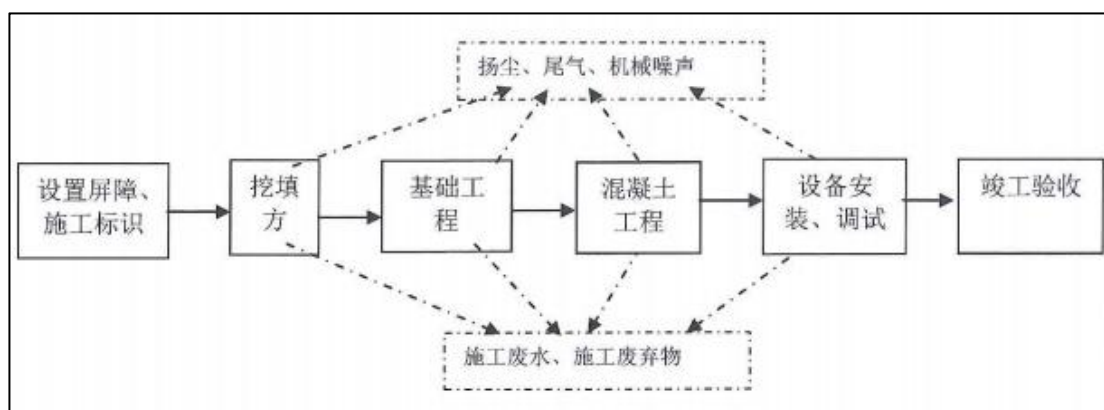 扬尘、尾气、机械噪声
设置屏障、
施工标识
挖填
方
基础工
程
混凝土
工程
设备安
装、调试
竣工验收
施工废水、施工废弃物